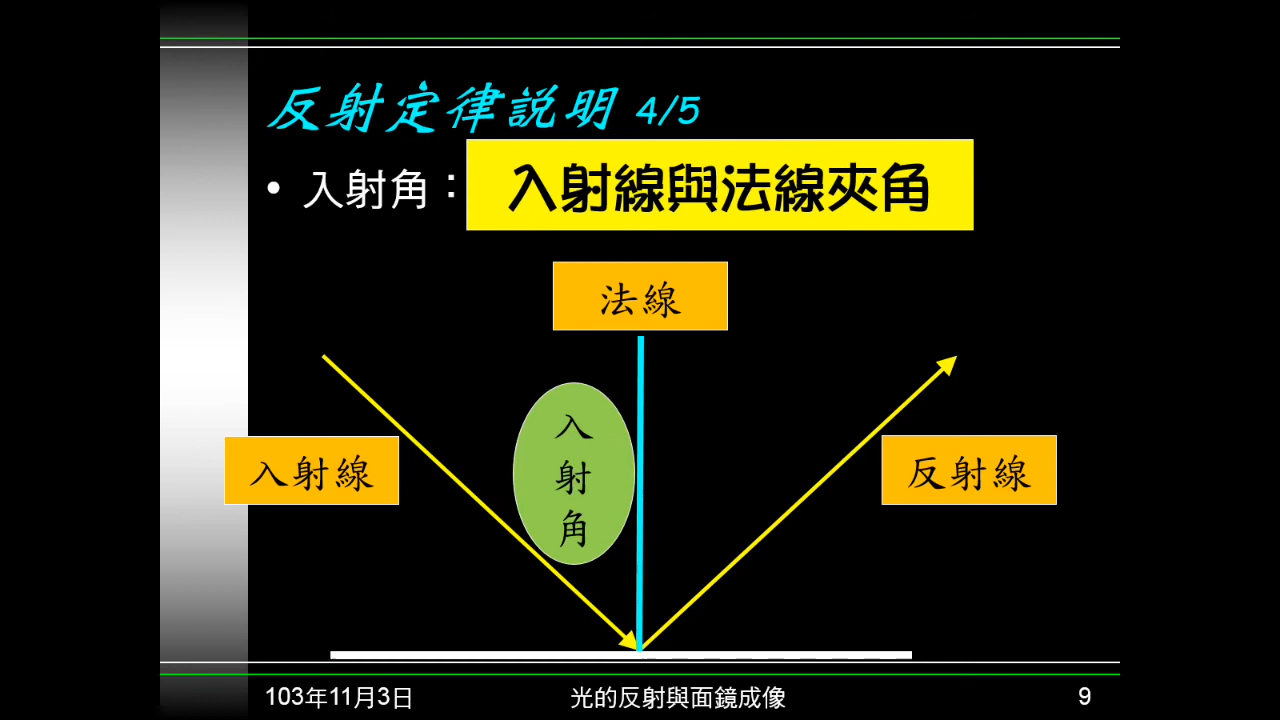 反射定律說明 4/5
• 入射角：入射線與法線夾角
法線
入射角
入射線
反射線
103年11月3日
光的反射與面鏡成像
9